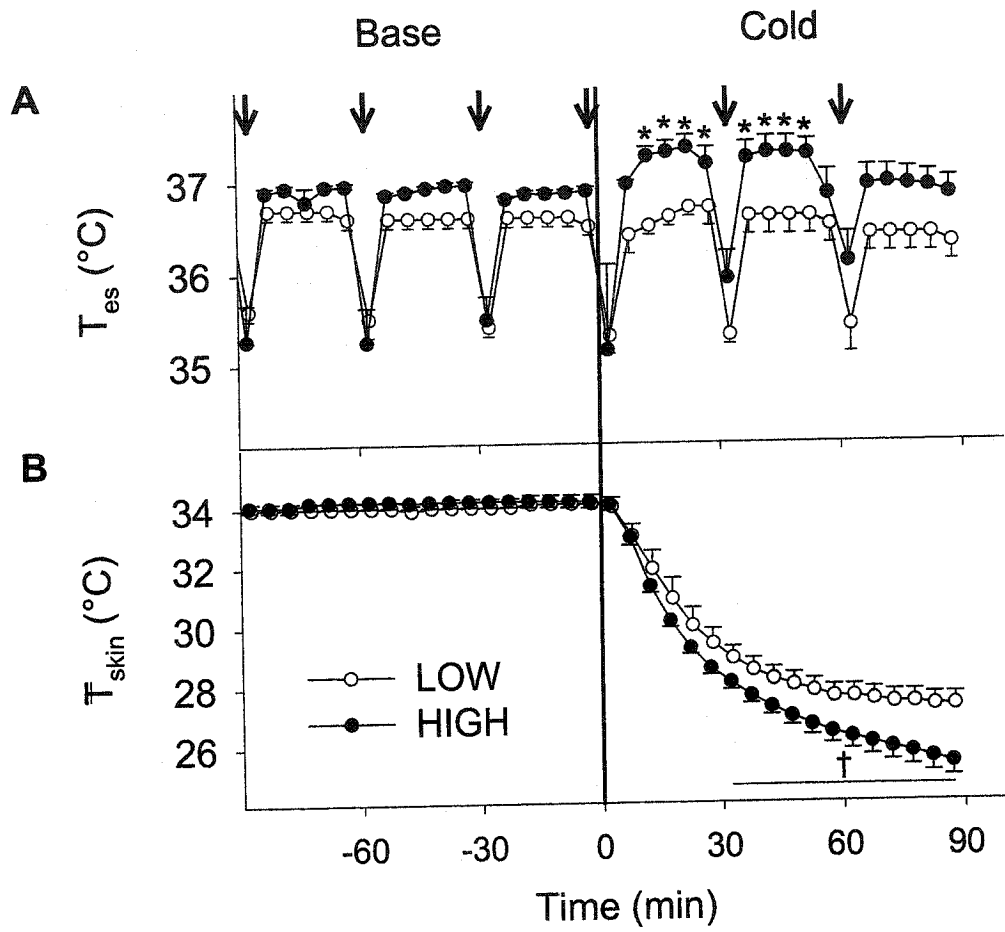 Base Cold
A
* * * * * * * *
37
36
35
T_es (°C)
B
34
32
30
28
26
T̅_skin (°C)
LOW
HIGH
†
-60 -30 0 30 60 90
Time (min)